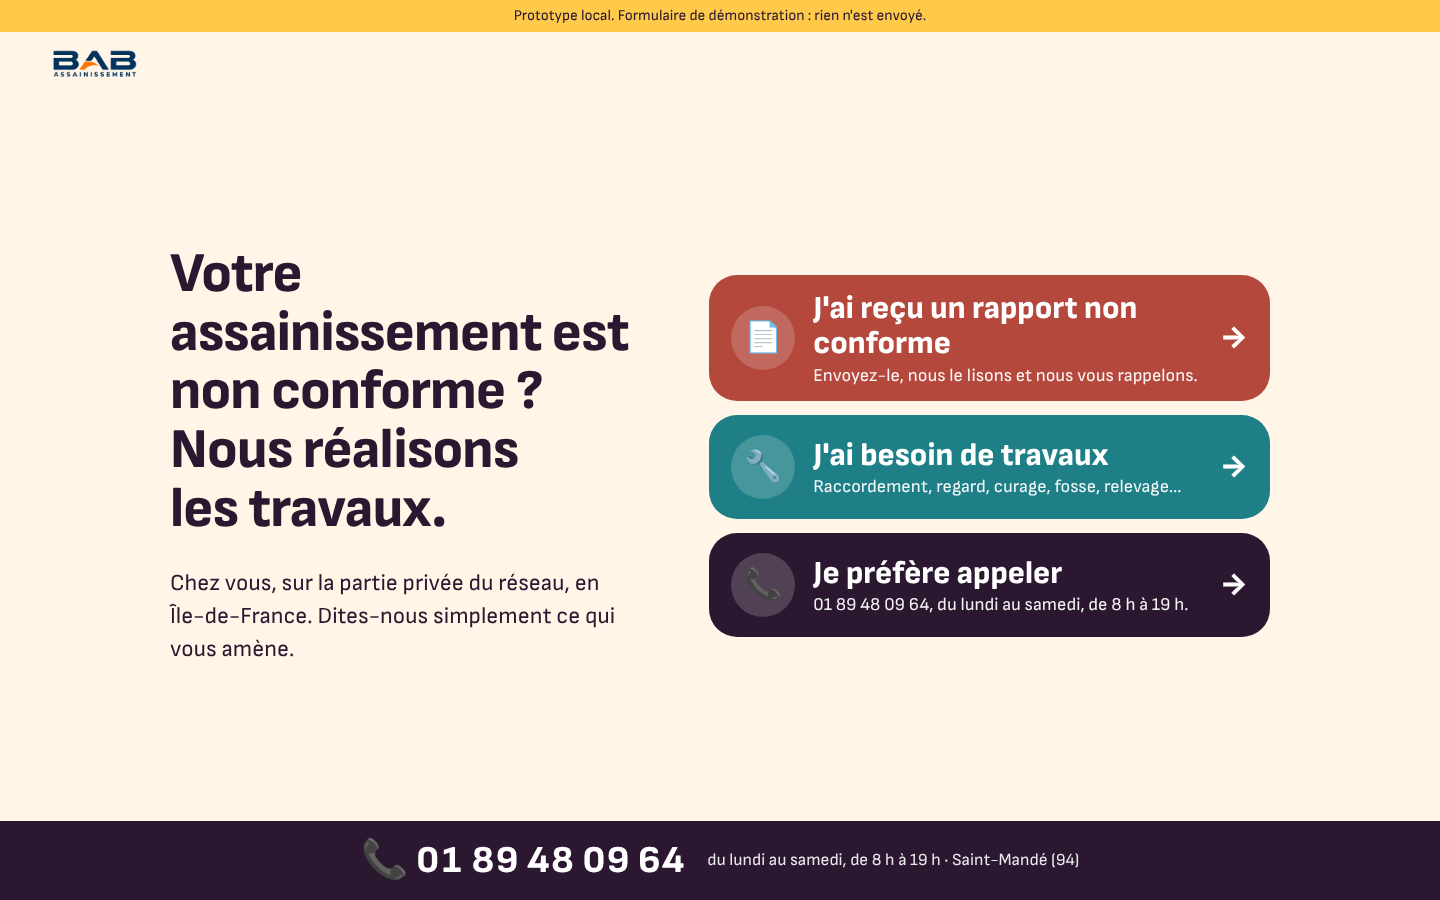 Prototype local. Formulaire de démonstration : rien n'est envoyé.
BAB
ASSAINISSEMENT
Votre
assainissement est
non conforme ?
Nous réalisons
les travaux.
Chez vous, sur la partie privée du réseau, en
Île-de-France. Dites-nous simplement ce qui
vous amène.
J'ai reçu un rapport non
conforme
Envoyez-le, nous le lisons et nous vous rappelons.
J'ai besoin de travaux
Raccordement, regard, curage, fosse, relevage…
Je préfère appeler
01 89 48 09 64, du lundi au samedi, de 8 h à 19 h.
01 89 48 09 64
du lundi au samedi, de 8 h à 19 h · Saint-Mandé (94)